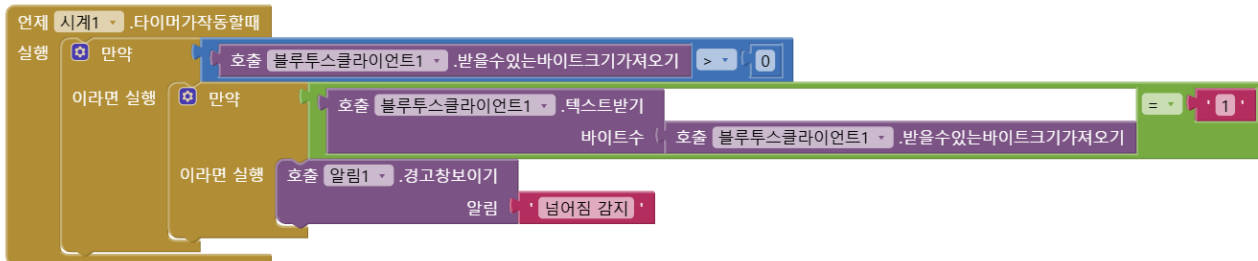 언제 시계1 .타이머가작동할때
실행 만약 호출 블루투스클라이언트1 .받을수있는바이트크기가져오기 > 0
이라면 실행 만약 호출 블루투스클라이언트1 .텍스트받기 = ' 1 '
바이트수 호출 블루투스클라이언트1 .받을수있는바이트크기가져오기
이라면 실행 호출 알림1 .경고창보이기
알림 ' 넘어짐 감지 '